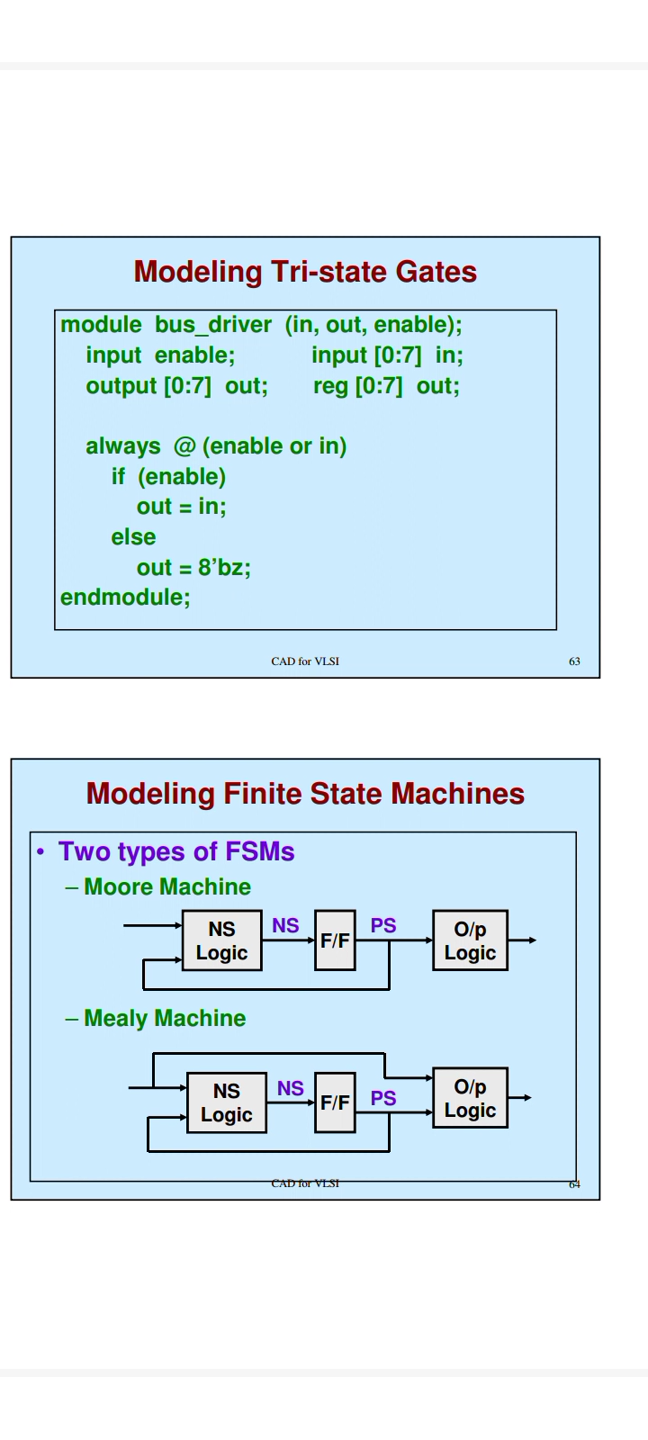 Modeling Tri-state Gates
module bus_driver (in, out, enable);
input enable; input [0:7] in;
output [0:7] out; reg [0:7] out;
always @ (enable or in)
if (enable)
out = in;
else
out = 8’bz;
endmodule;
CAD for VLSI 63
Modeling Finite State Machines
• Two types of FSMs
– Moore Machine
NS Logic NS F/F PS O/p Logic
– Mealy Machine
NS Logic NS F/F PS O/p Logic
CAD for VLSI 64